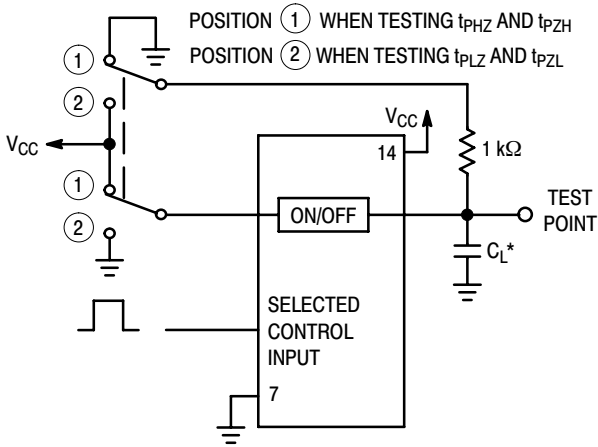 POSITION 1 WHEN TESTING tPHZ AND tPZH
POSITION 2 WHEN TESTING tPLZ AND tPZL
1
2
VCC
1
2
VCC
14
1 kΩ
ON/OFF
TEST
POINT
CL*
SELECTED
CONTROL
INPUT
7